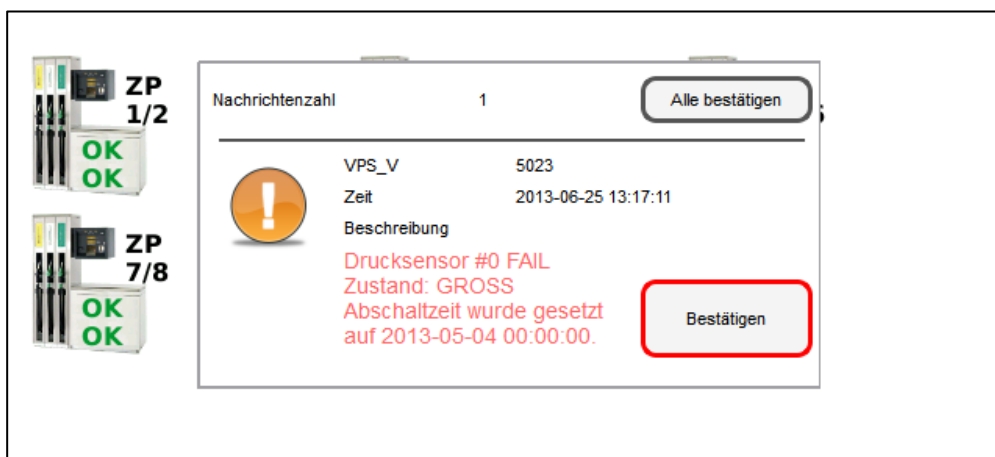 ZP
1/2
OK
OK
ZP
7/8
OK
OK
Nachrichtenzahl 1 Alle bestätigen
VPS_V 5023
Zeit 2013-06-25 13:17:11
Beschreibung
Drucksensor #0 FAIL
Zustand: GROSS
Abschaltzeit wurde gesetzt
auf 2013-05-04 00:00:00.
Bestätigen